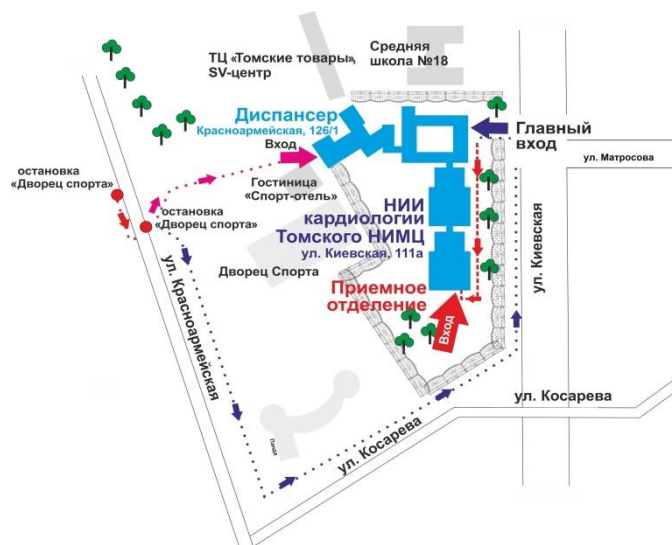 ТЦ «Томские товары»,
SV-центр
Средняя
школа №18
Диспансер
Красноармейская, 126/1
Вход
Главный
вход
ул. Матросова
остановка
«Дворец спорта»
остановка
«Дворец спорта»
Гостиница
«Спорт-отель»
НИИ
кардиологии
Томского НИМЦ
ул. Киевская, 111а
ул. Киевская
Дворец Спорта
Приемное
отделение
Вход
ул. Красноармейская
ул. Косарева
ул. Косарева